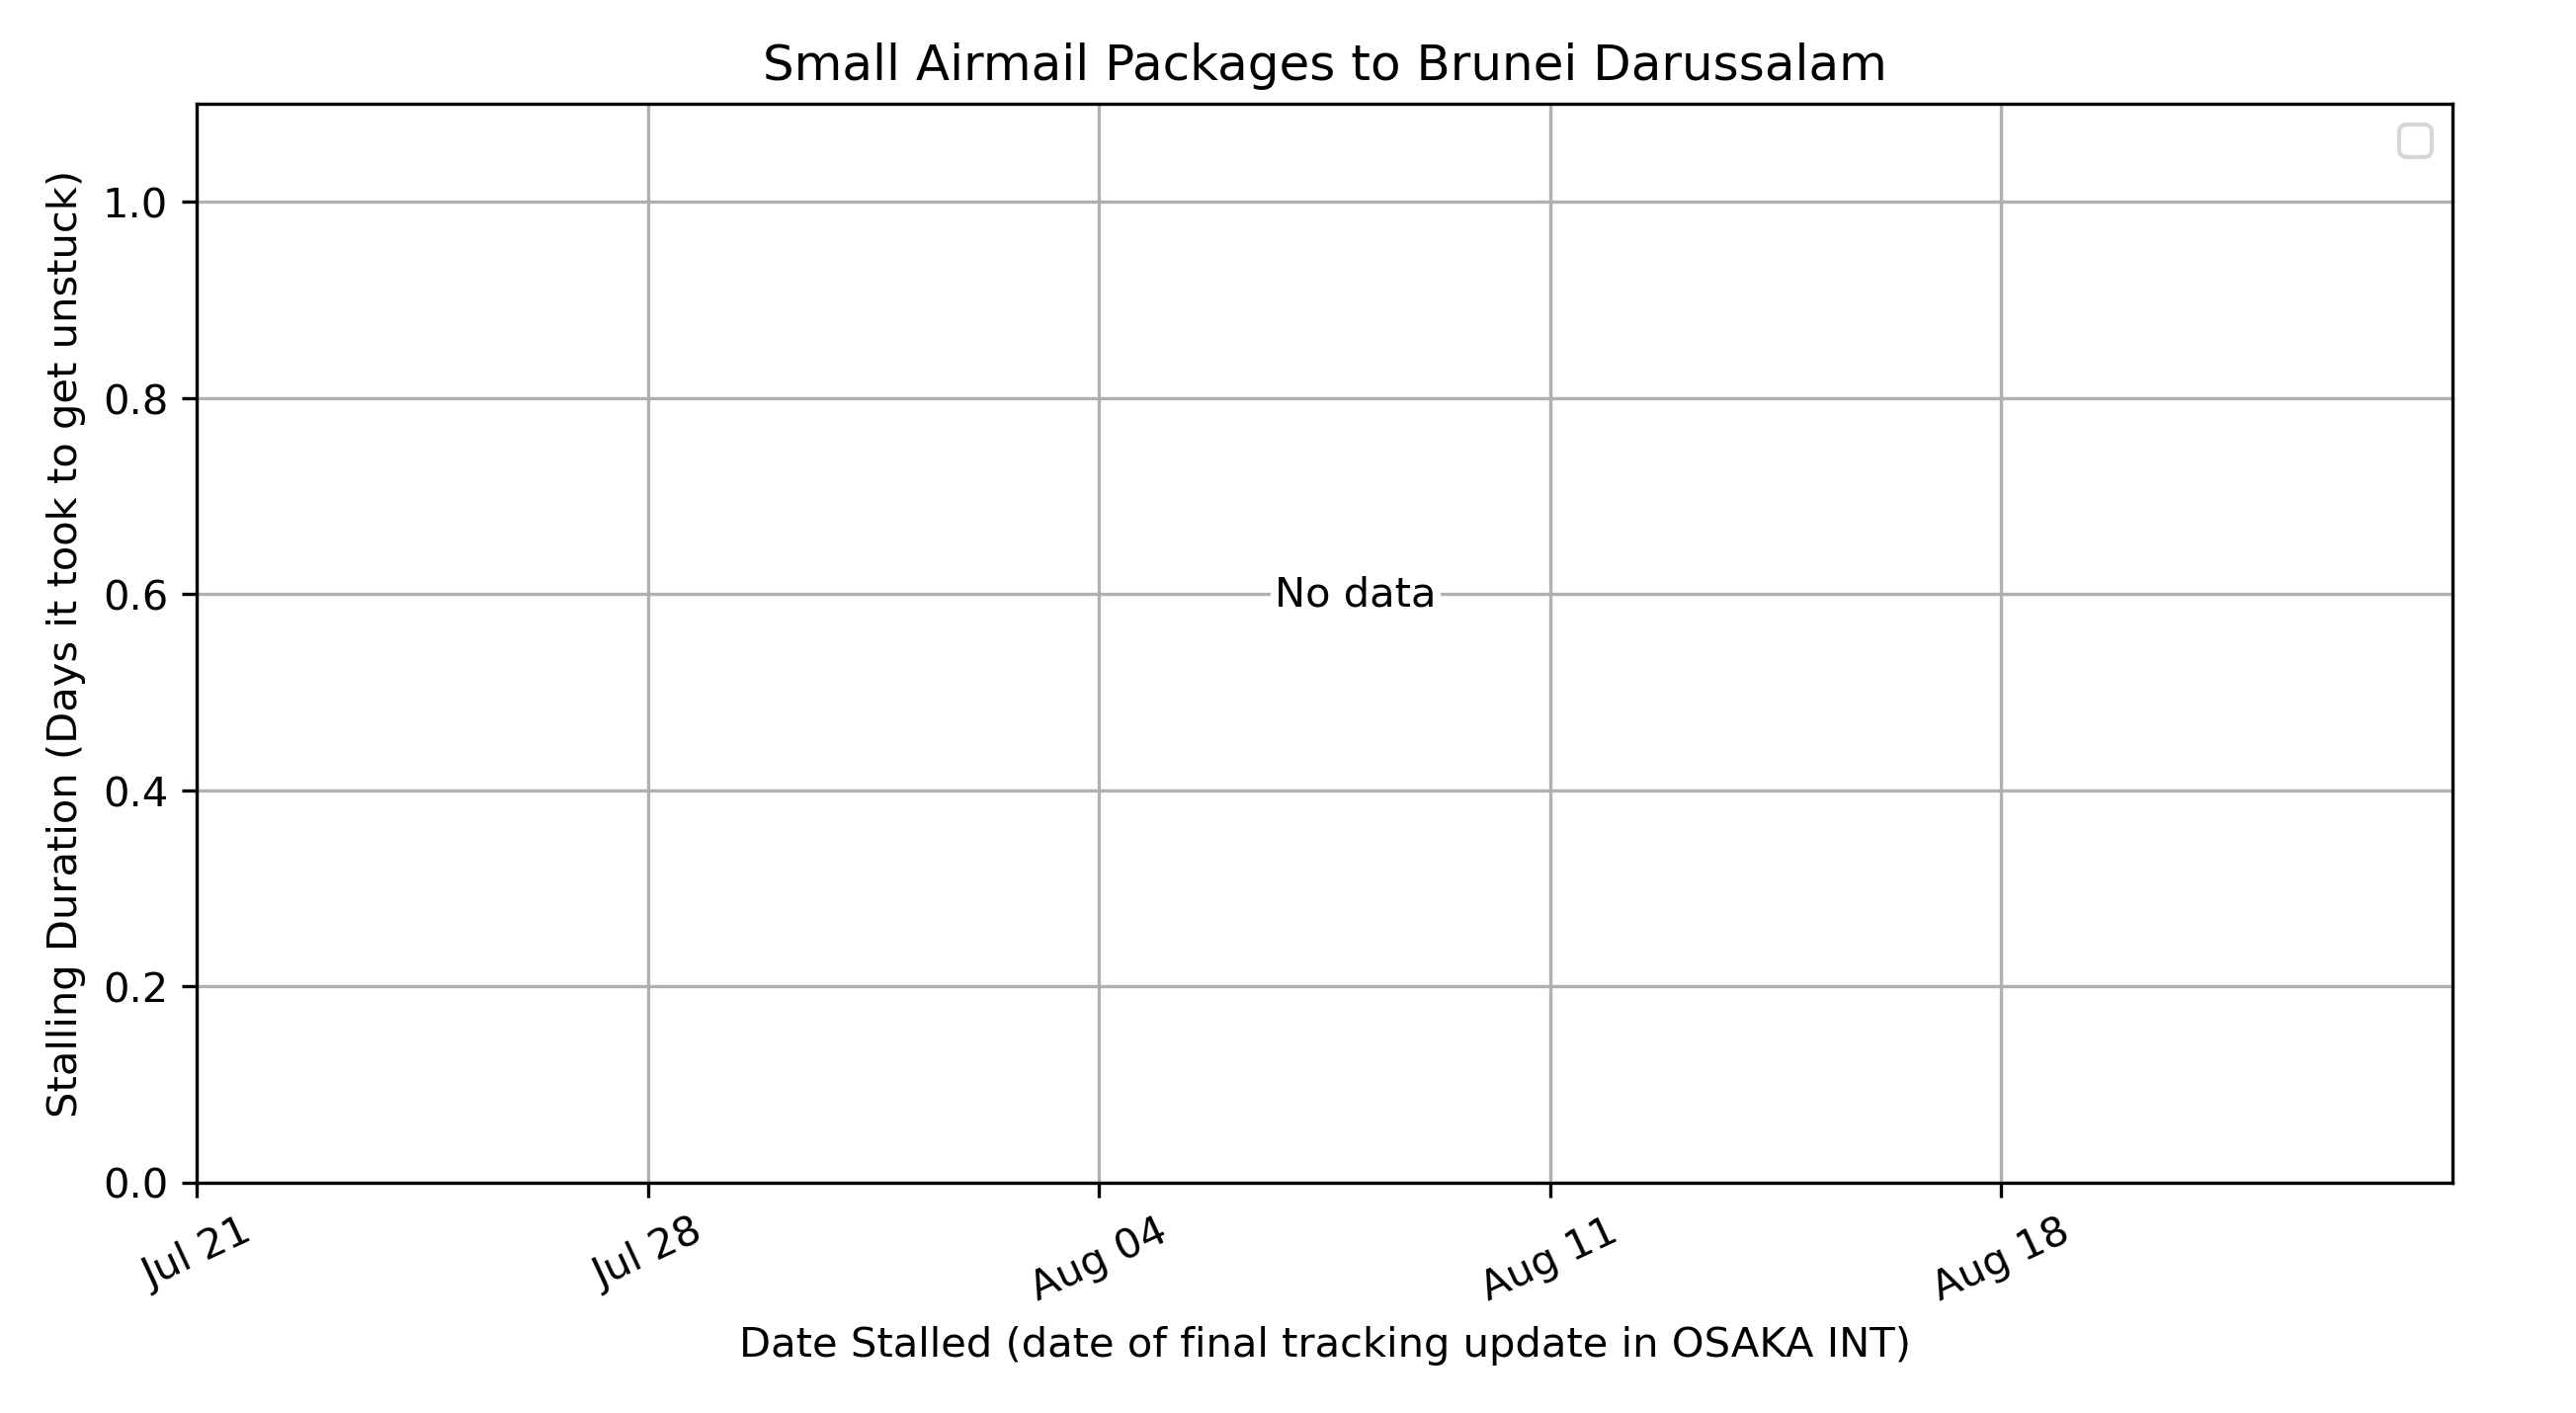 Small Airmail Packages to Brunei Darussalam
Stalling Duration (Days it took to get unstuck)
1.0
0.8
0.6
0.4
0.2
0.0
No data
Jul 21
Jul 28
Aug 04
Aug 11
Aug 18
Date Stalled (date of final tracking update in OSAKA INT)